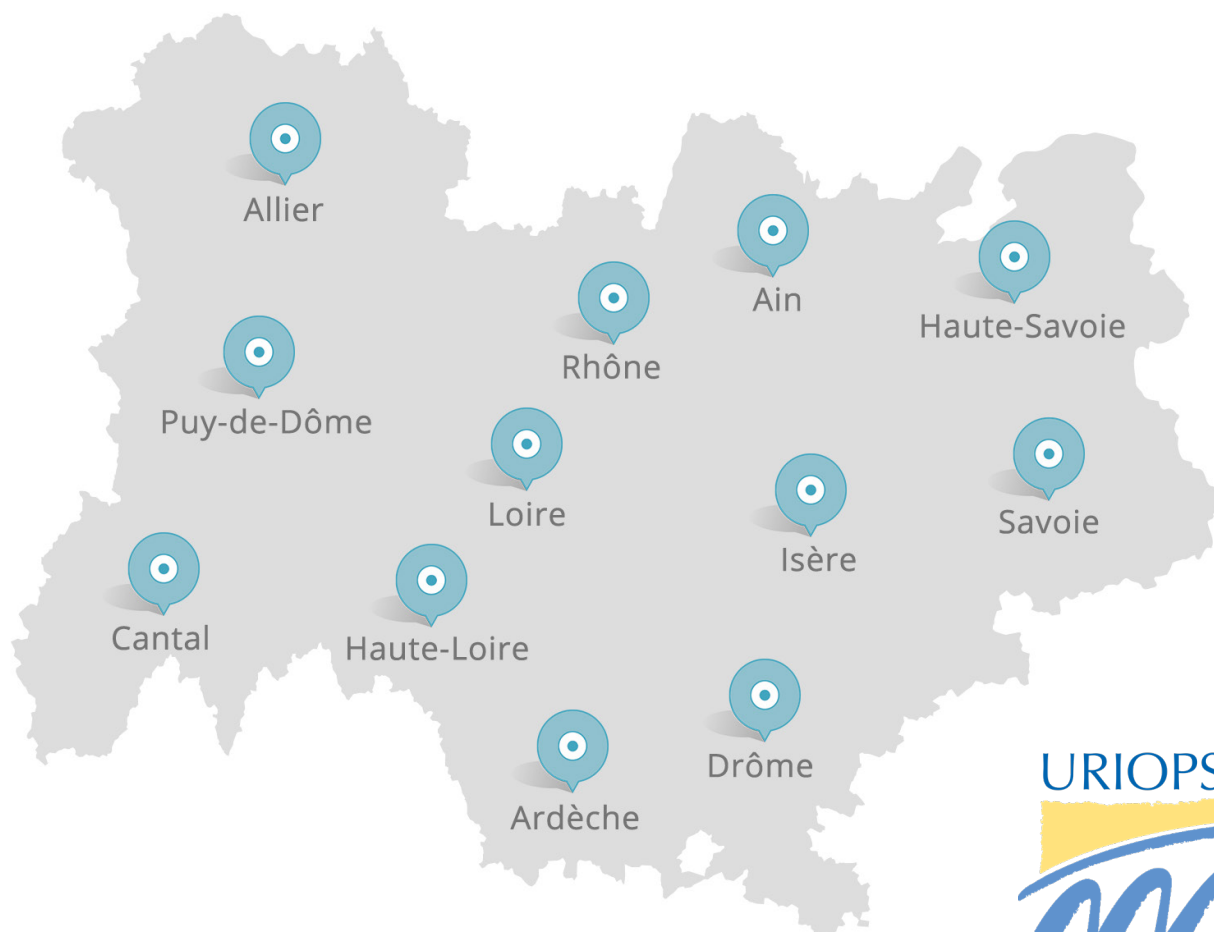 Allier
Ain
Haute-Savoie
Rhône
Puy-de-Dôme
Loire
Savoie
Isère
Cantal
Haute-Loire
Drôme
Ardèche
URIOPS